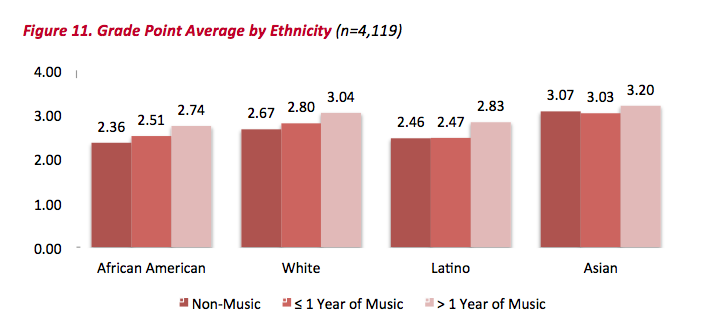 Figure 11. Grade Point Average by Ethnicity (n=4,119)
4.00
3.00
2.00
1.00
0.00
2.36 2.51 2.74
2.67 2.80 3.04
2.46 2.47 2.83
3.07 3.03 3.20
African American White Latino Asian
Non-Music ≤ 1 Year of Music > 1 Year of Music